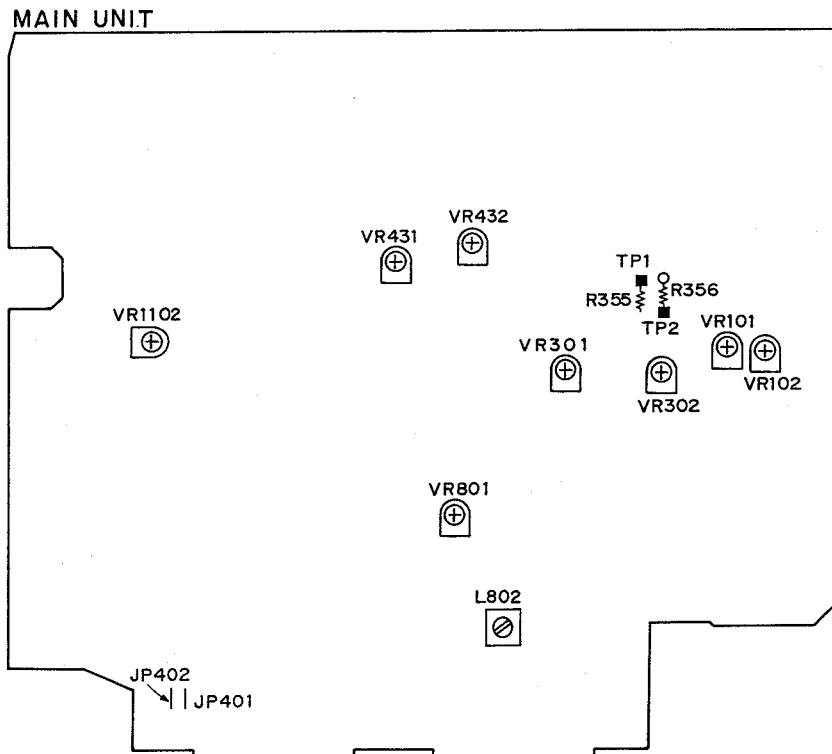 MAIN UNIT
VR432
VR431
TP1
R355
R356
VR1102
TP2
VR101
VR301
VR102
VR302
VR801
L802
JP402
JP401